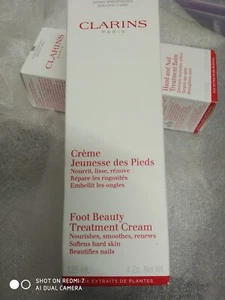 CLARINS
PARIS
Crème
Jeunesse des Pieds
Nourrit, lisse, rénove
Répare les rugosités
Embellit les ongles
Foot Beauty
Treatment Cream
Nourishes, smoothes, renews
Softens hard skin
Beautifies nails
AUX EXTRAITS DE PLANTES
CLARINS
Hand and Nail
Treatment Balm
SHOT ON REDMI 7
AI DUAL CAMERA